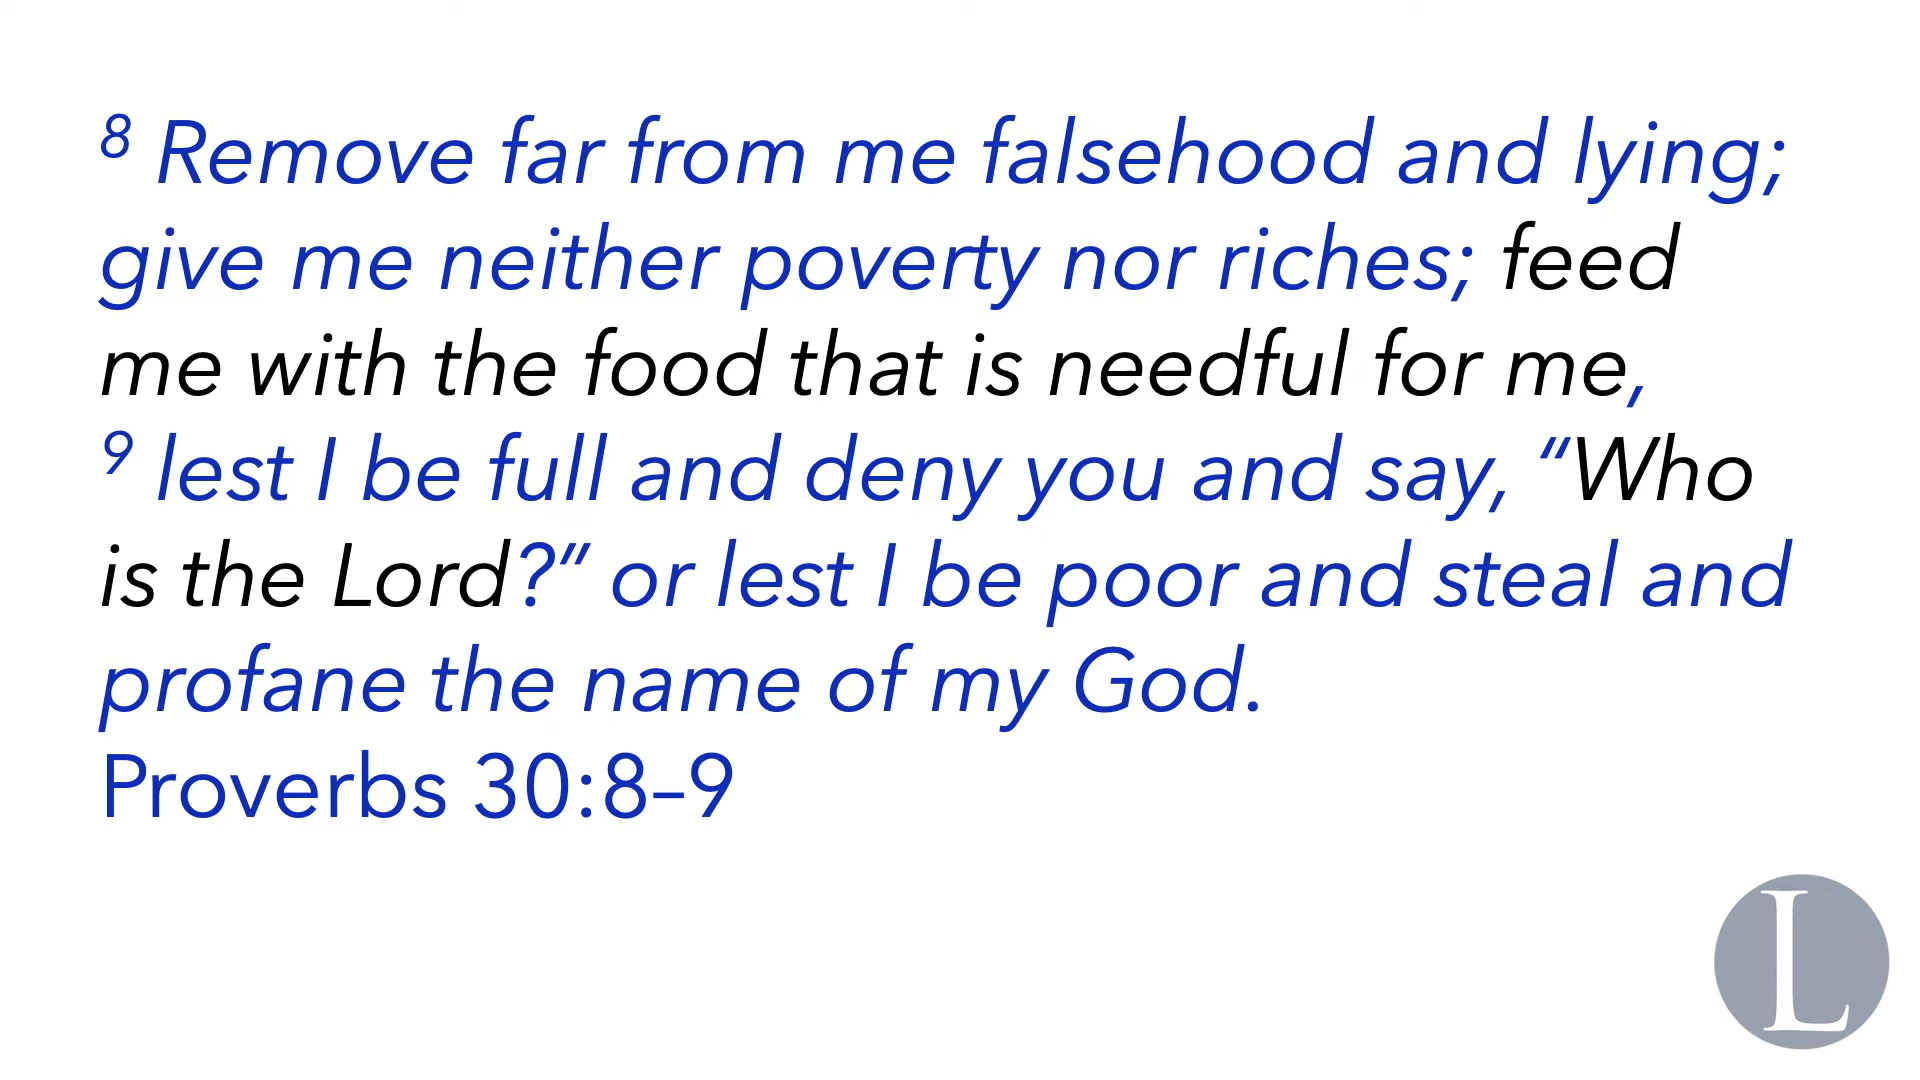 8 Remove far from me falsehood and lying;
give me neither poverty nor riches; feed
me with the food that is needful for me,
9 lest I be full and deny you and say, “Who
is the Lord?” or lest I be poor and steal and
profane the name of my God.
Proverbs 30:8–9
L